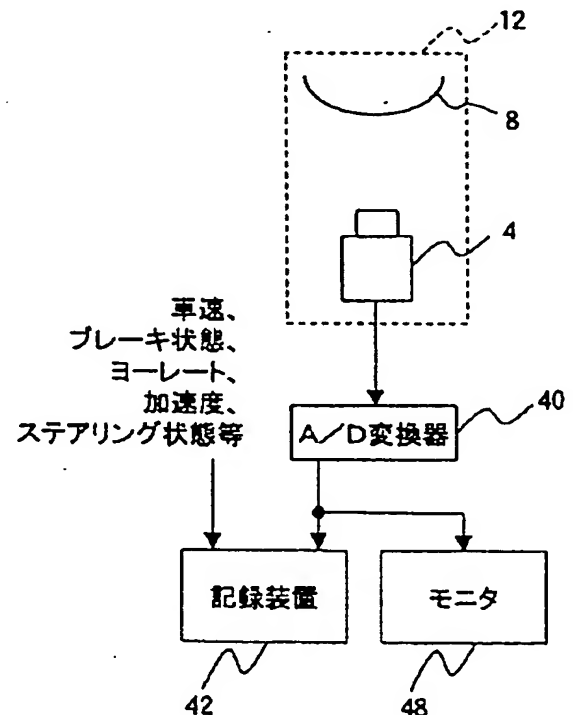 12
8
4
車速、
ブレーキ状態、
ヨーレート、
加速度、
ステアリング状態等
A/D変換器
40
記録装置
モニタ
42
48